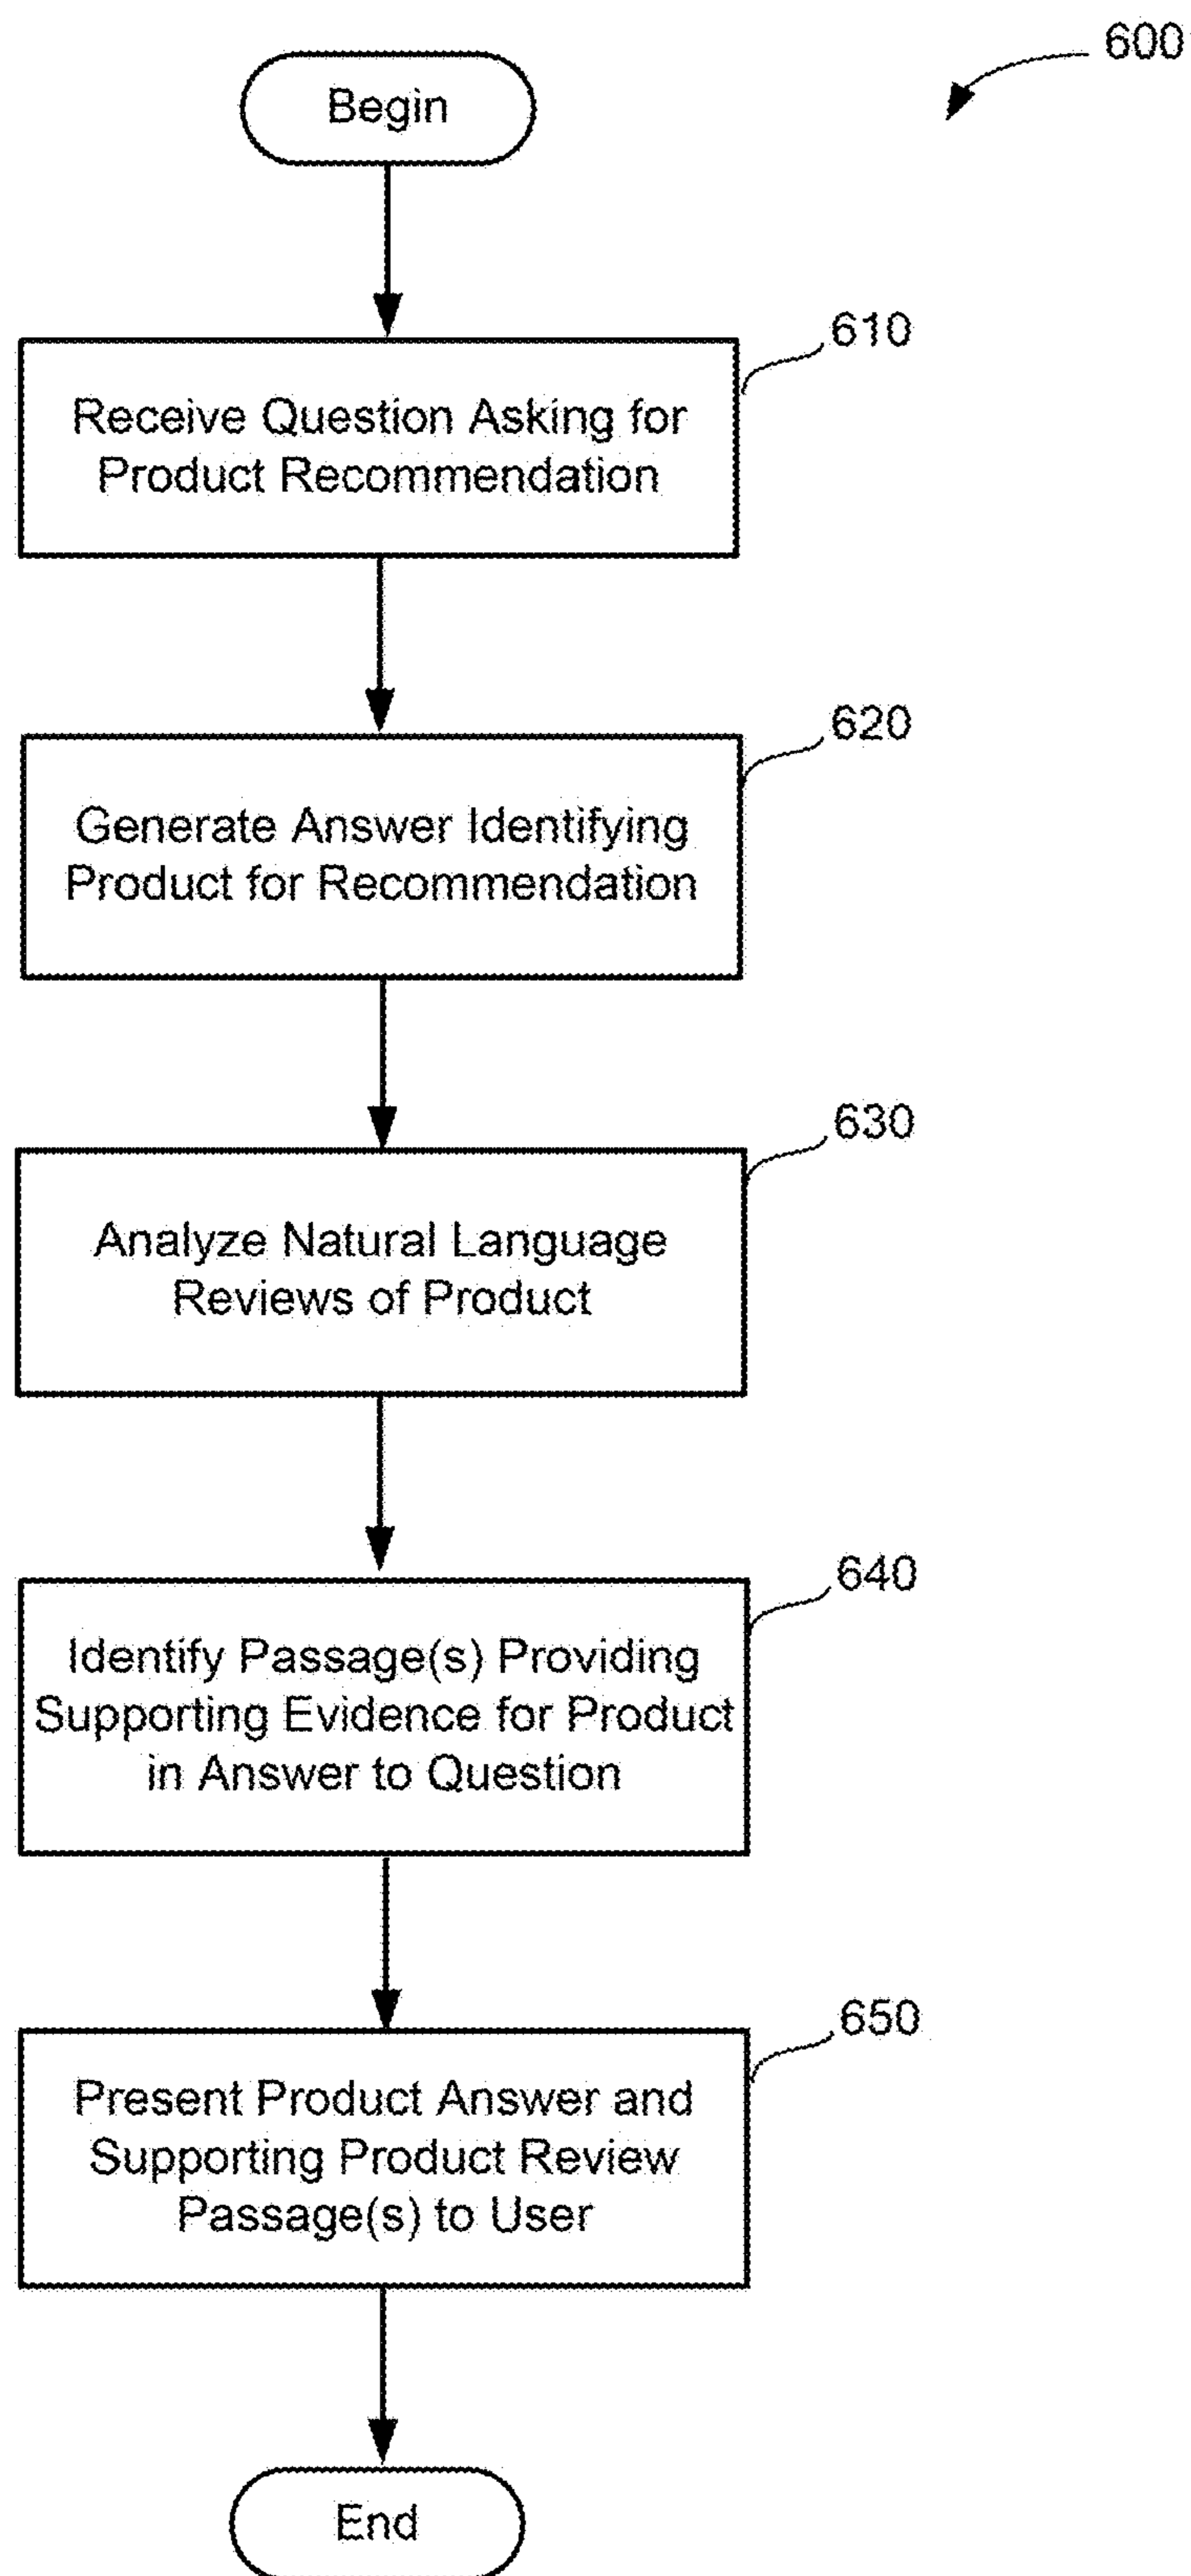 600
Begin
610
Receive Question Asking for
Product Recommendation
620
Generate Answer Identifying
Product for Recommendation
630
Analyze Natural Language
Reviews of Product
640
Identify Passage(s) Providing
Supporting Evidence for Product
in Answer to Question
650
Present Product Answer and
Supporting Product Review
Passage(s) to User
End